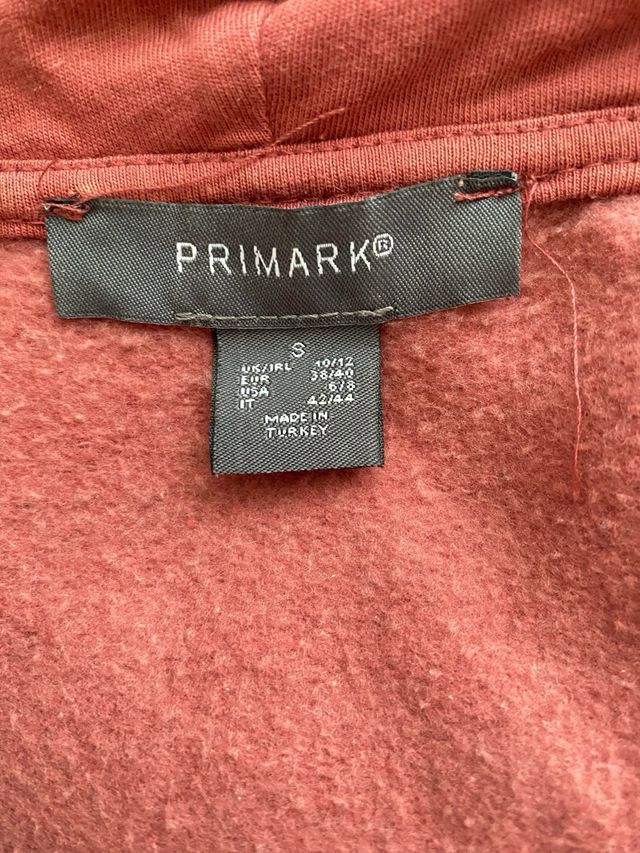 PRIMARK®
S
UK/IRL 10/12
EUR 38/40
USA 6/8
IT 42/44
MADE IN
TURKEY